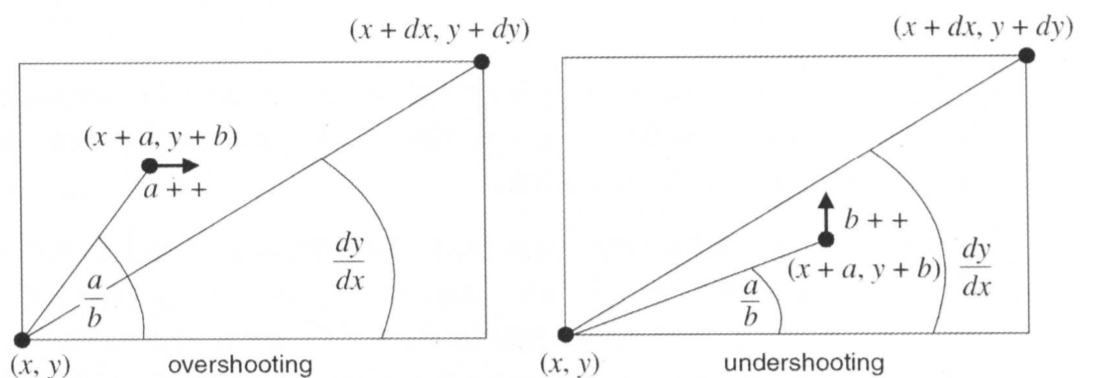 (x + dx, y + dy)
(x + a, y + b)
a + +
dy
dx
a
b
(x, y)
overshooting
(x + dx, y + dy)
b + +
(x + a, y + b)
dy
dx
a
b
(x, y)
undershooting